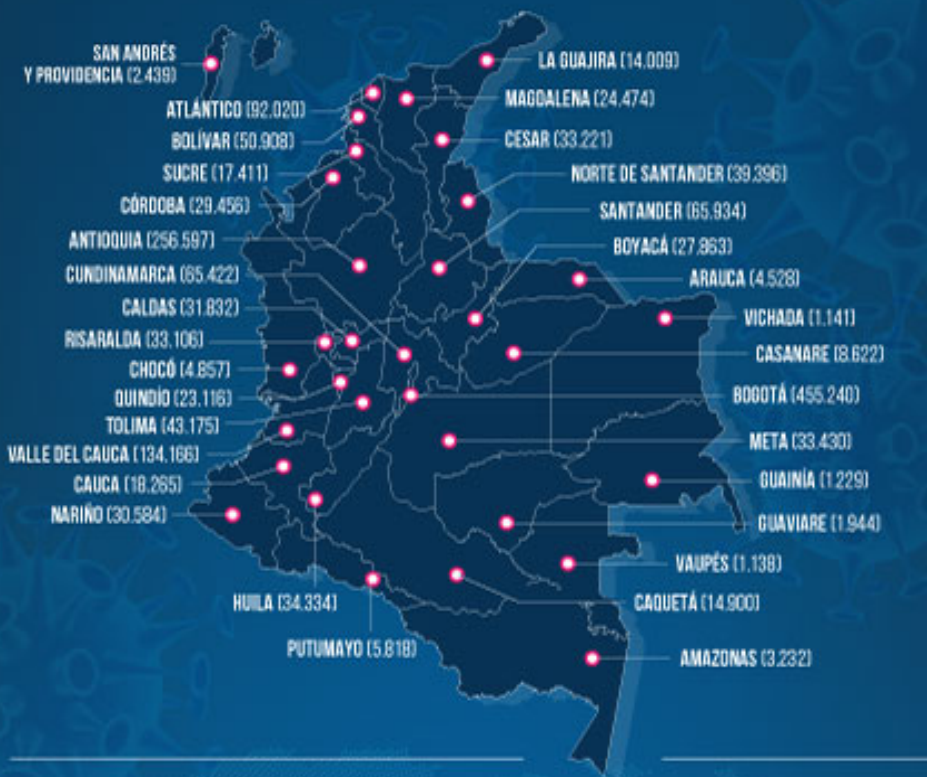 SAN ANDRÉS
Y PROVIDENCIA (2.439)
ATLÁNTICO (92.020)
BOLÍVAR (50.908)
SUCRE (17.411)
CÓRDOBA (29.456)
ANTIOQUIA (256.597)
CUNDINAMARCA (65.422)
CALDAS (31.832)
RISARALDA (33.106)
CHOCÓ (4.857)
QUINDÍO (23.116)
TOLIMA (43.175)
VALLE DEL CAUCA (134.166)
CAUCA (18.265)
NARIÑO (30.584)
HUILA (34.334)
PUTUMAYO (5.818)
LA GUAJIRA (14.009)
MAGDALENA (24.474)
CESAR (33.221)
NORTE DE SANTANDER (39.396)
SANTANDER (65.934)
BOYACÁ (27.863)
ARAUCA (4.528)
VICHADA (1.141)
CASANARE (8.622)
BOGOTÁ (455.240)
META (33.430)
GUAINÍA (1.229)
GUAVIARE (1.944)
VAUPÉS (1.138)
CAQUETÁ (14.900)
AMAZONAS (3.232)